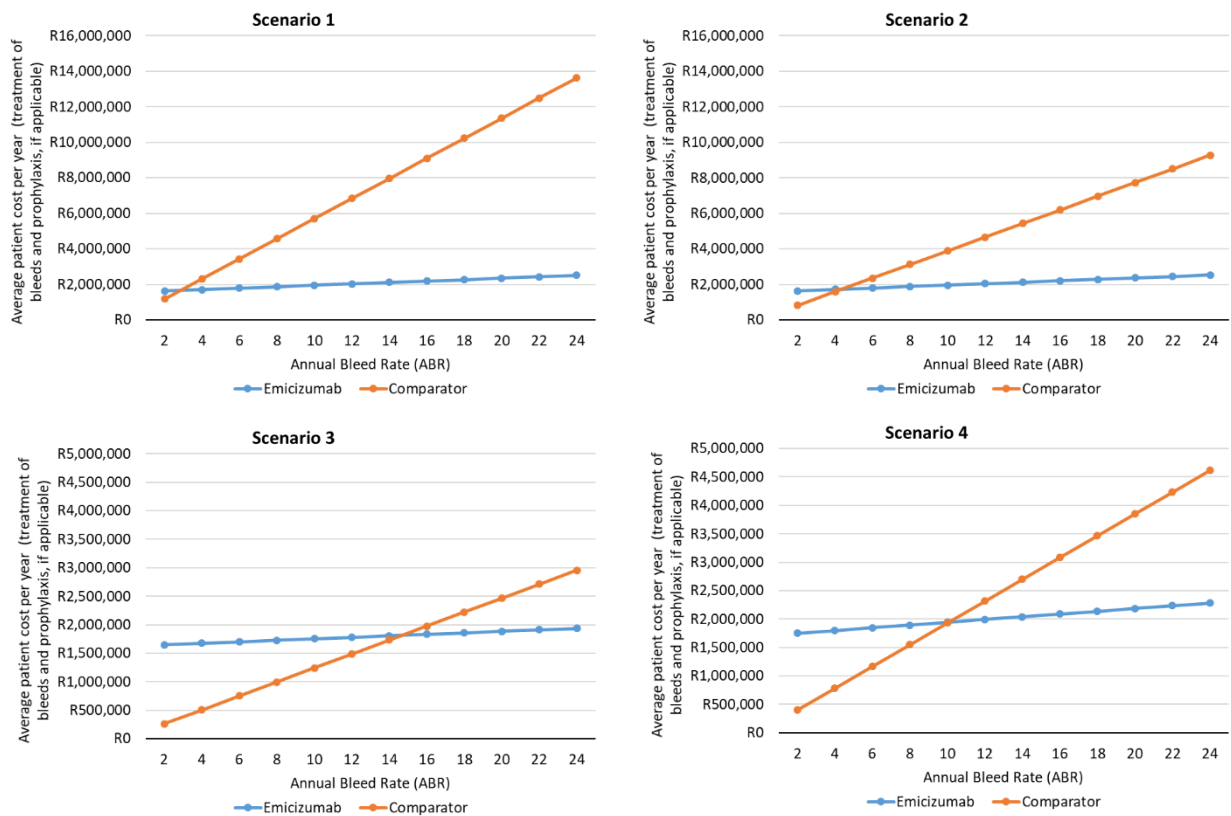 Scenario 1
Average patient cost per year (treatment of
bleeds and prophylaxis, if applicable)
R16,000,000
R14,000,000
R12,000,000
R10,000,000
R8,000,000
R6,000,000
R4,000,000
R2,000,000
R0
2 4 6 8 10 12 14 16 18 20 22 24
Annual Bleed Rate (ABR)
Emicizumab Comparator
Scenario 2
Average patient cost per year (treatment of
bleeds and prophylaxis, if applicable)
R16,000,000
R14,000,000
R12,000,000
R10,000,000
R8,000,000
R6,000,000
R4,000,000
R2,000,000
R0
2 4 6 8 10 12 14 16 18 20 22 24
Annual Bleed Rate (ABR)
Emicizumab Comparator
Scenario 3
Average patient cost per year (treatment of
bleeds and prophylaxis, if applicable)
R5,000,000
R4,500,000
R4,000,000
R3,500,000
R3,000,000
R2,500,000
R2,000,000
R1,500,000
R1,000,000
R500,000
R0
2 4 6 8 10 12 14 16 18 20 22 24
Annual Bleed Rate (ABR)
Emicizumab Comparator
Scenario 4
Average patient cost per year (treatment of
bleeds and prophylaxis, if applicable)
R5,000,000
R4,500,000
R4,000,000
R3,500,000
R3,000,000
R2,500,000
R2,000,000
R1,500,000
R1,000,000
R500,000
R0
2 4 6 8 10 12 14 16 18 20 22 24
Annual Bleed Rate (ABR)
Emicizumab Comparator